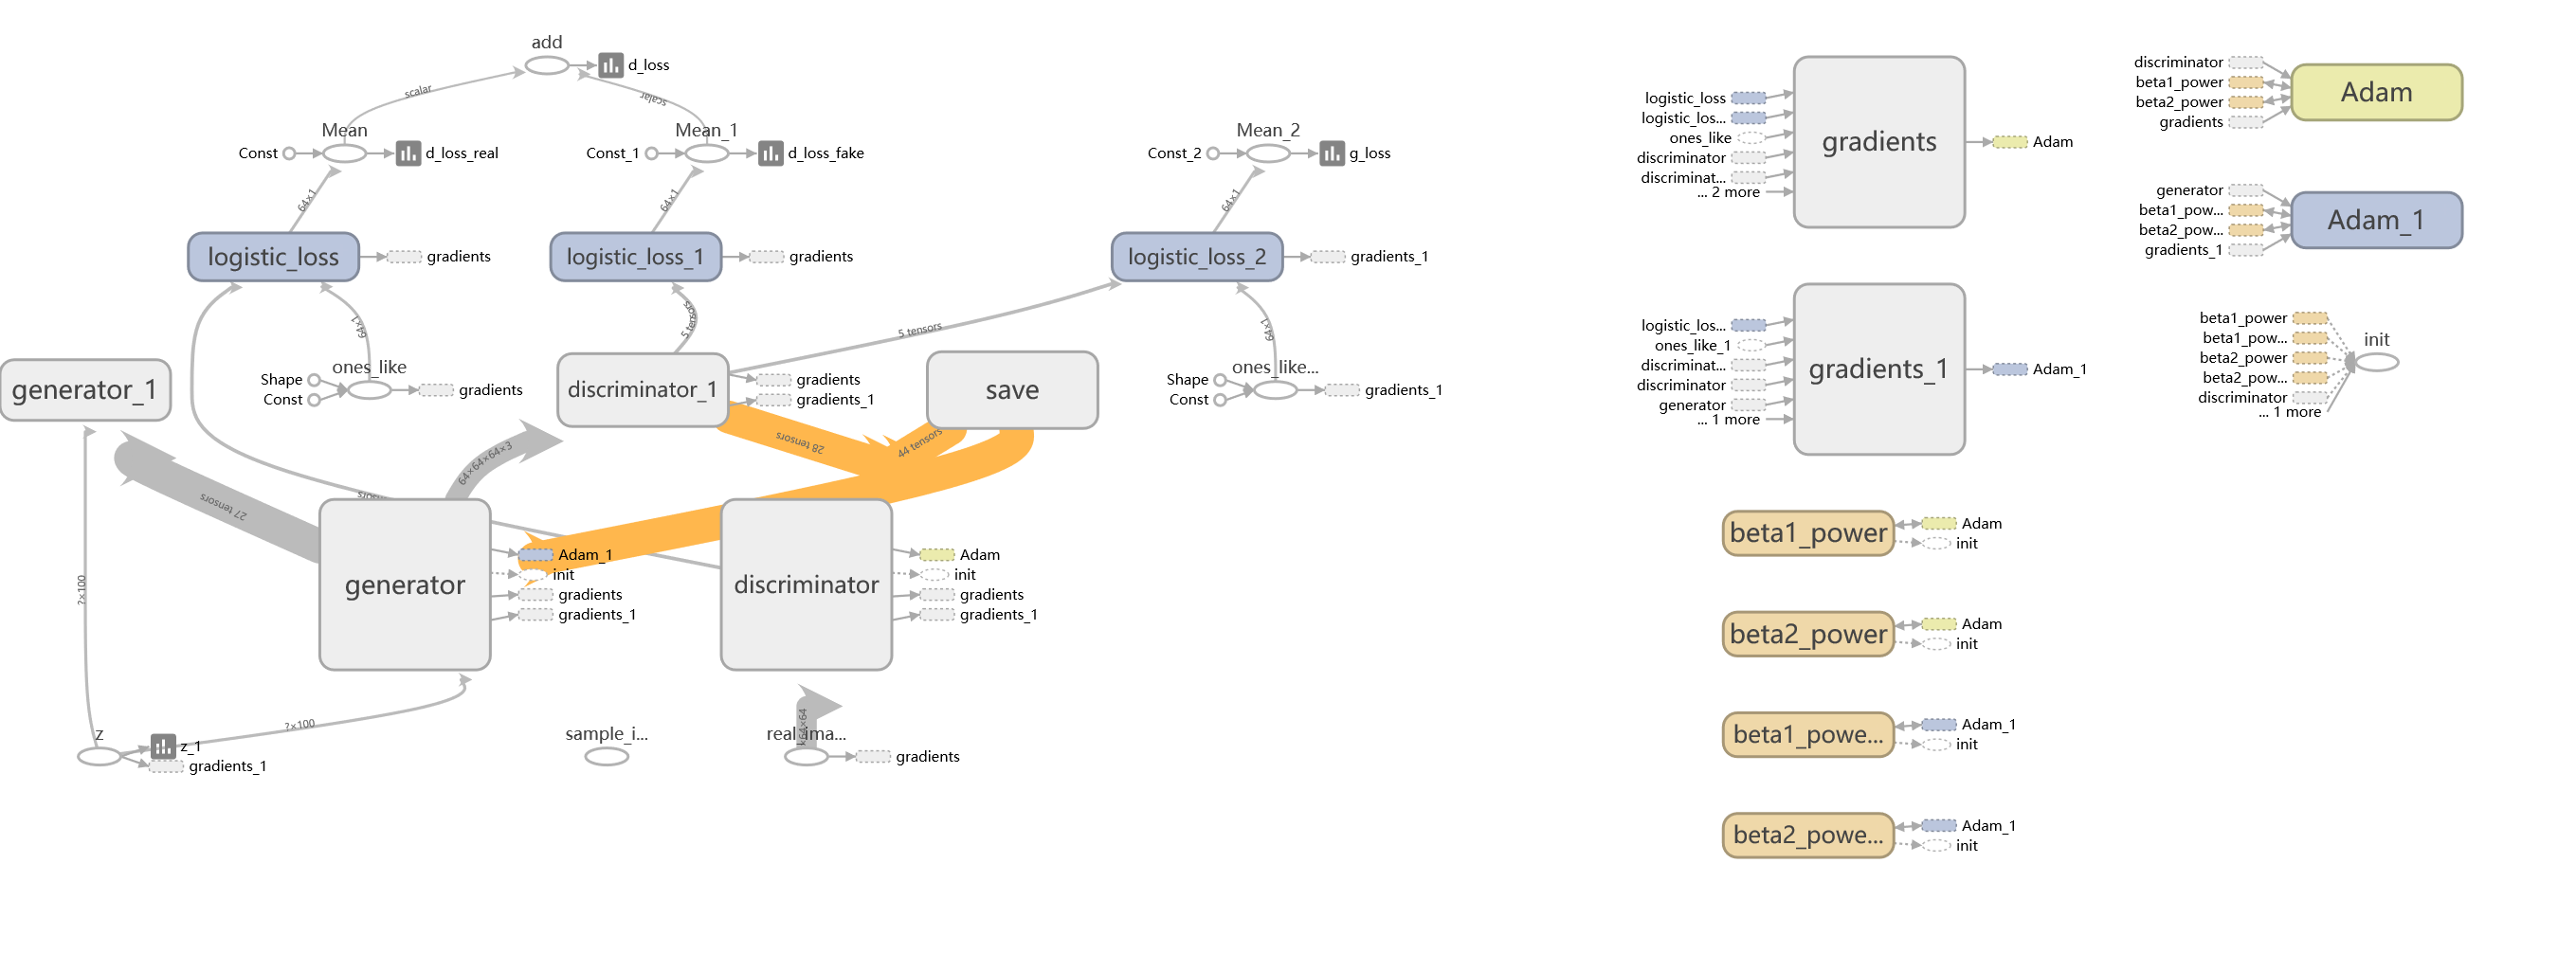 add
d_loss
scalar
scalar
Mean
Const
d_loss_real
Mean_1
Const_1
d_loss_fake
Mean_2
Const_2
g_loss
64×1
64×1
64×1
logistic_loss
gradients
logistic_loss_1
gradients
logistic_loss_2
gradients_1
64×1
5 tensors
5 tensors
64×1
generator_1
ones_like
Shape
Const
gradients
discriminator_1
gradients
gradients_1
save
ones_like...
Shape
Const
gradients_1
28 tensors
44 tensors
64×64×64×3
27 tensors
generator
Adam_1
init
gradients
gradients_1
discriminator
Adam
init
gradients
gradients_1
?×100
?×100
z
z_1
gradients_1
sample_i...
real_ima...
gradients
logistic_loss
logistic_los...
ones_like
discriminator
discriminat...
... 2 more
gradients
Adam
logistic_los...
ones_like_1
discriminat...
discriminator
generator
... 1 more
gradients_1
Adam_1
beta1_power
Adam
init
beta2_power
Adam
init
beta1_powe...
Adam_1
init
beta2_powe...
Adam_1
init
discriminator
beta1_power
beta2_power
gradients
Adam
generator
beta1_pow...
beta2_pow...
gradients_1
Adam_1
beta1_power
beta1_pow...
beta2_power
beta2_pow...
discriminator
... 1 more
init